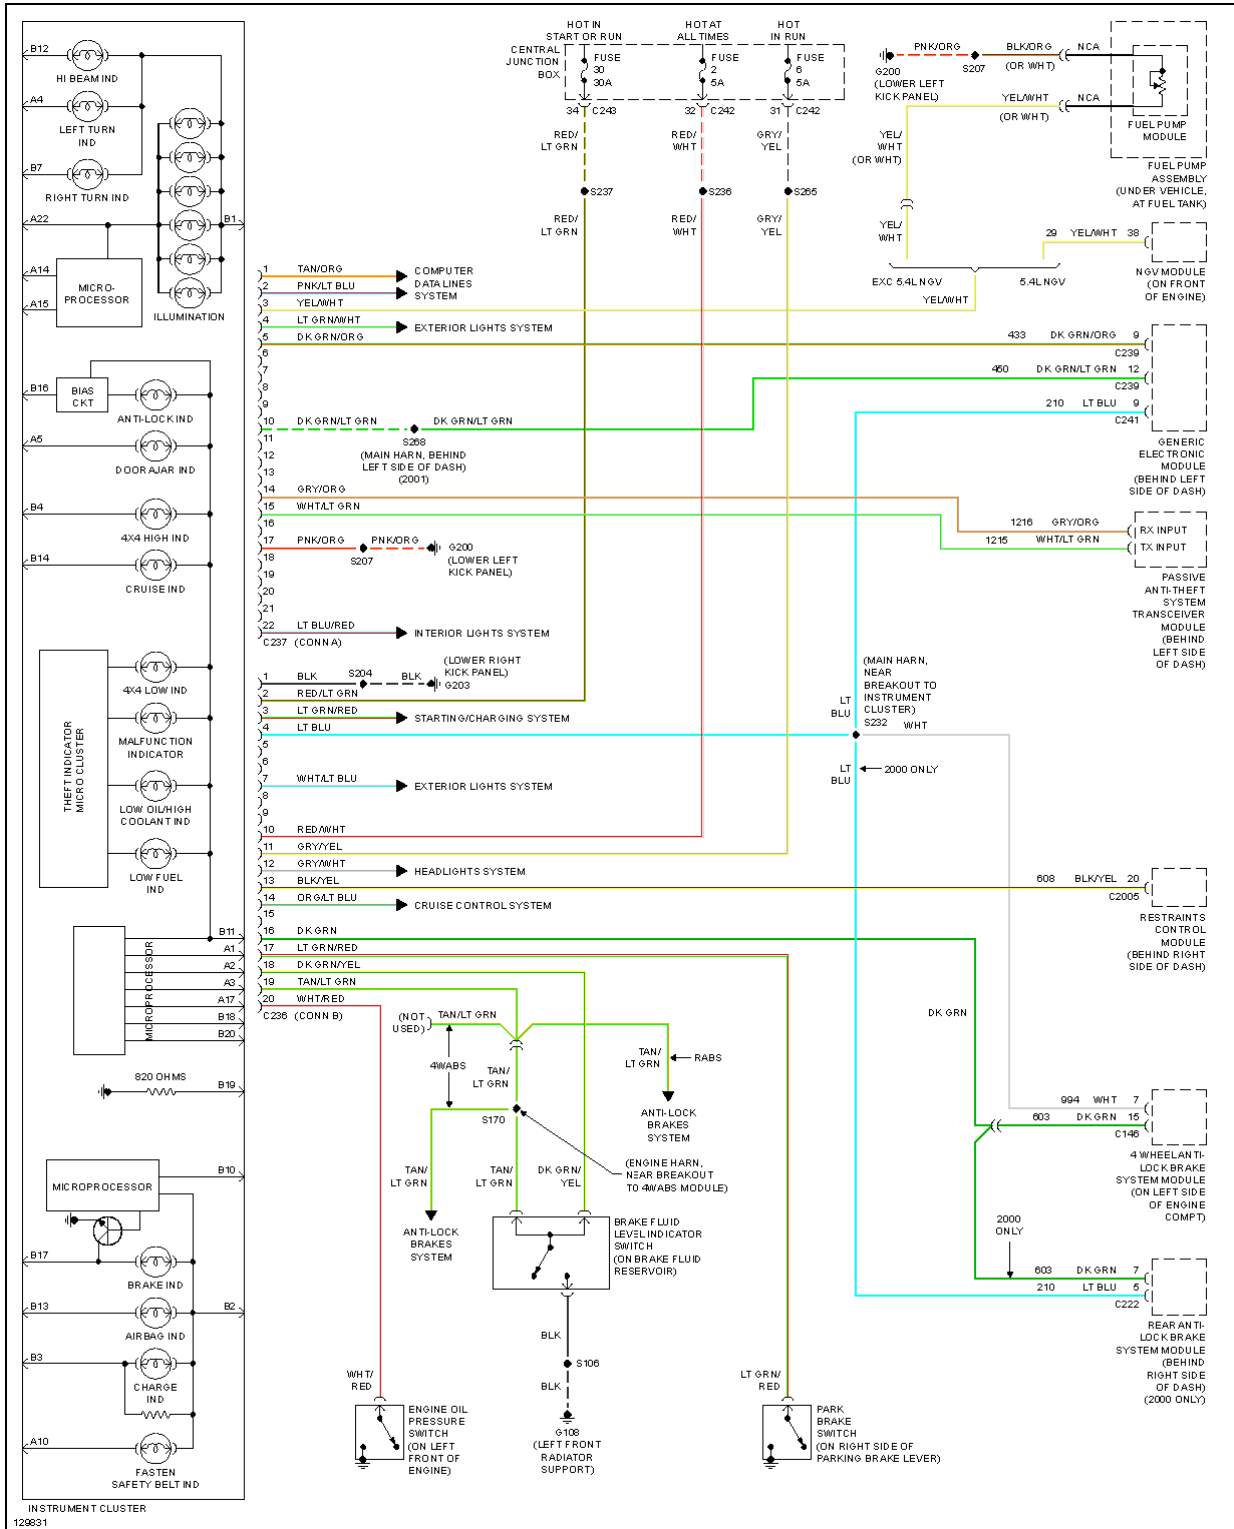 B12
HI BEAM IND
A4
LEFT TURN
IND
B7
RIGHT TURN IND
A22
B1
A14
MICRO-
PROCESSOR
A15
ILLUMINATION
B16
BIAS
CKT
ANTI-LOCK IND
A5
DOOR AJAR IND
B4
4X4 HIGH IND
B14
CRUISE IND
THEFT INDICATOR
MICRO CLUSTER
4X4 LOW IND
MALFUNCTION
INDICATOR
LOW OIL/HIGH
COOLANT IND
LOW FUEL
IND
MICROPROCESSOR
B11
A1
A2
A3
A17
B18
B20
820 OHMS
B19
MICROPROCESSOR
B10
B17
BRAKE IND
B13
B2
AIRBAG IND
B3
CHARGE
IND
A10
FASTEN
SAFETY BELT IND
INSTRUMENT CLUSTER
129831
HOT IN
START OR RUN
HOT AT
ALL TIMES
HOT
IN RUN
CENTRAL
JUNCTION
BOX
FUSE
30
30A
FUSE
2
5A
FUSE
6
5A
34 C243
32 C242
31 C242
RED/
LT GRN
RED/
WHT
GRY/
YEL
S237
S236
S265
RED/
LT GRN
RED/
WHT
GRY/
YEL
PNK/ORG
G200
(LOWER LEFT
KICK PANEL)
S207
BLK/ORG
(OR WHT)
NCA
YEL/WHT
(OR WHT)
NCA
FUEL PUMP
MODULE
FUEL PUMP
ASSEMBLY
(UNDER VEHICLE,
AT FUEL TANK)
YEL/
WHT
(OR WHT)
YEL/
WHT
EXC 5.4L NGV
5.4L NGV
YEL/WHT
29 YEL/WHT 38
NGV MODULE
(ON FRONT
OF ENGINE)
1 TAN/ORG
2 PNK/LT BLU
COMPUTER
DATA LINES
SYSTEM
3 YEL/WHT
4 LT GRN/WHT
EXTERIOR LIGHTS SYSTEM
5 DK GRN/ORG
6
7
8
9
10 DK GRN/LT GRN
DK GRN/LT GRN
S268
(MAIN HARN, BEHIND
LEFT SIDE OF DASH)
(2001)
11
12
13
14 GRY/ORG
15 WHT/LT GRN
16
17 PNK/ORG
PNK/ORG
S207
G200
(LOWER LEFT
KICK PANEL)
18
19
20
21
22 LT BLU/RED
INTERIOR LIGHTS SYSTEM
C237 (CONN A)
433 DK GRN/ORG 9
C239
450 DK GRN/LT GRN 12
C239
210 LT BLU 9
C241
GENERIC
ELECTRONIC
MODULE
(BEHIND LEFT
SIDE OF DASH)
1216 GRY/ORG
RX INPUT
1215 WHT/LT GRN
TX INPUT
PASSIVE
ANTI-THEFT
SYSTEM
TRANSCEIVER
MODULE
(BEHIND
LEFT SIDE
OF DASH)
1 BLK
S204
BLK
(LOWER RIGHT
KICK PANEL)
G203
2 RED/LT GRN
3 LT GRN/RED
STARTING/CHARGING SYSTEM
4 LT BLU
5
6
7 WHT/LT BLU
EXTERIOR LIGHTS SYSTEM
8
9
10 RED/WHT
11 GRY/YEL
12 GRY/WHT
HEADLIGHTS SYSTEM
13 BLK/YEL
14 ORG/LT BLU
CRUISE CONTROL SYSTEM
15
16 DK GRN
17 LT GRN/RED
18 DK GRN/YEL
19 TAN/LT GRN
20 WHT/RED
C236 (CONN B)
(MAIN HARN,
NEAR
BREAKOUT TO
INSTRUMENT
CLUSTER)
S232
LT
BLU
WHT
LT
BLU
2000 ONLY
608 BLK/YEL 20
C2005
RESTRAINTS
CONTROL
MODULE
(BEHIND RIGHT
SIDE OF DASH)
DK GRN
(NOT
USED)
TAN/LT GRN
4WABS
TAN/
LT GRN
TAN/
LT GRN
RABS
ANTI-LOCK
BRAKES
SYSTEM
S170
(ENGINE HARN,
NEAR BREAKOUT
TO 4WABS MODULE)
TAN/
LT GRN
TAN/
LT GRN
DK GRN/
YEL
ANTI-LOCK
BRAKES
SYSTEM
BRAKE FLUID
LEVEL INDICATOR
SWITCH
(ON BRAKE FLUID
RESERVOIR)
BLK
S106
BLK
G108
(LEFT FRONT
RADIATOR
SUPPORT)
WHT/
RED
ENGINE OIL
PRESSURE
SWITCH
(ON LEFT
FRONT OF
ENGINE)
LT GRN/
RED
PARK
BRAKE
SWITCH
(ON RIGHT SIDE OF
PARKING BRAKE LEVER)
994 WHT 7
603 DK GRN 15
C146
4 WHEEL ANTI-
LOCK BRAKE
SYSTEM MODULE
(ON LEFT SIDE
OF ENGINE
COMPT)
2000
ONLY
603 DK GRN 7
210 LT BLU 5
C222
REAR ANTI-
LOCK BRAKE
SYSTEM MODULE
(BEHIND
RIGHT SIDE
OF DASH)
(2000 ONLY)